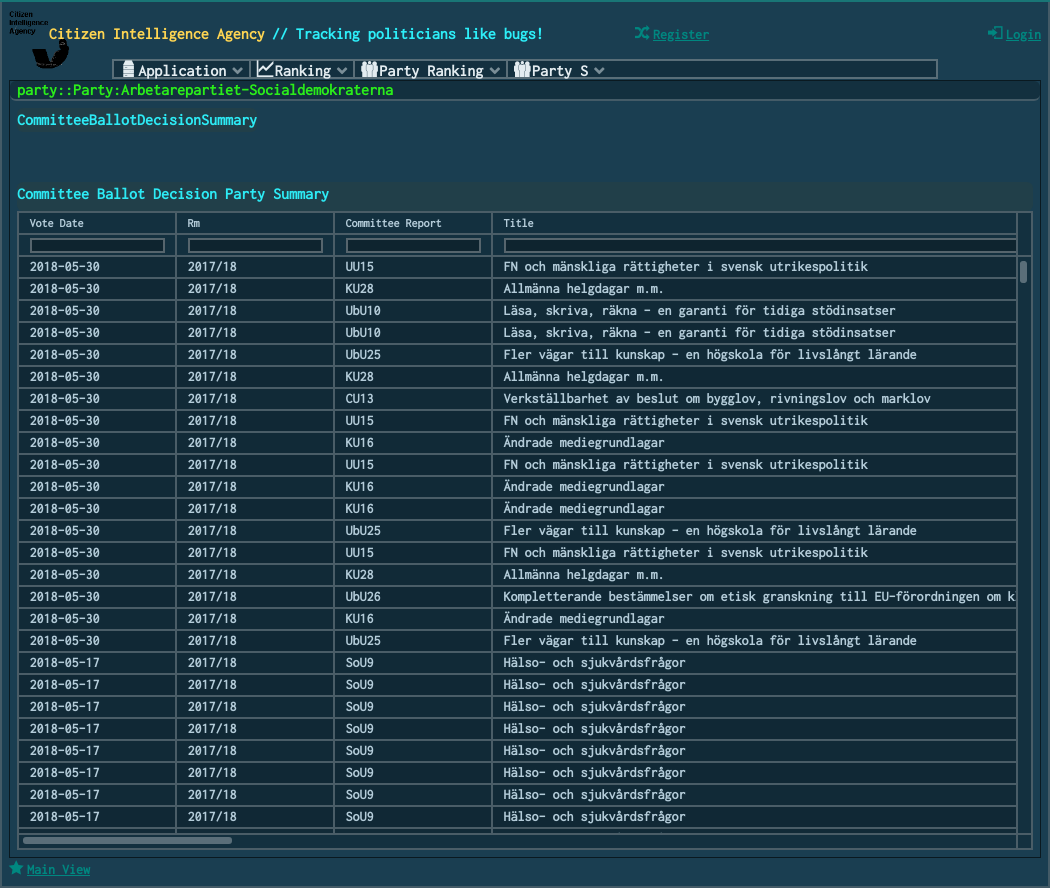 Citizen
Intelligence
Agency
Citizen Intelligence Agency // Tracking politicians like bugs!
Register
Login
Application Ranking Party Ranking Party S
party::Party:Arbetarepartiet-Socialdemokraterna
CommitteeBallotDecisionSummary
Committee Ballot Decision Party Summary
Vote Date Rm Committee Report Title
2018-05-30 2017/18 UU15 FN och mänskliga rättigheter i svensk utrikespolitik
2018-05-30 2017/18 KU28 Allmänna helgdagar m.m.
2018-05-30 2017/18 UbU10 Läsa, skriva, räkna - en garanti för tidiga stödinsatser
2018-05-30 2017/18 UbU10 Läsa, skriva, räkna - en garanti för tidiga stödinsatser
2018-05-30 2017/18 UbU25 Fler vägar till kunskap - en högskola för livslångt lärande
2018-05-30 2017/18 KU28 Allmänna helgdagar m.m.
2018-05-30 2017/18 CU13 Verkställbarhet av beslut om bygglov, rivningslov och marklov
2018-05-30 2017/18 UU15 FN och mänskliga rättigheter i svensk utrikespolitik
2018-05-30 2017/18 KU16 Ändrade mediegrundlagar
2018-05-30 2017/18 UU15 FN och mänskliga rättigheter i svensk utrikespolitik
2018-05-30 2017/18 KU16 Ändrade mediegrundlagar
2018-05-30 2017/18 KU16 Ändrade mediegrundlagar
2018-05-30 2017/18 UbU25 Fler vägar till kunskap - en högskola för livslångt lärande
2018-05-30 2017/18 UU15 FN och mänskliga rättigheter i svensk utrikespolitik
2018-05-30 2017/18 KU28 Allmänna helgdagar m.m.
2018-05-30 2017/18 UbU26 Kompletterande bestämmelser om etisk granskning till EU-förordningen om k
2018-05-30 2017/18 KU16 Ändrade mediegrundlagar
2018-05-30 2017/18 UbU25 Fler vägar till kunskap - en högskola för livslångt lärande
2018-05-17 2017/18 SoU9 Hälso- och sjukvårdsfrågor
2018-05-17 2017/18 SoU9 Hälso- och sjukvårdsfrågor
2018-05-17 2017/18 SoU9 Hälso- och sjukvårdsfrågor
2018-05-17 2017/18 SoU9 Hälso- och sjukvårdsfrågor
2018-05-17 2017/18 SoU9 Hälso- och sjukvårdsfrågor
2018-05-17 2017/18 SoU9 Hälso- och sjukvårdsfrågor
2018-05-17 2017/18 SoU9 Hälso- och sjukvårdsfrågor
2018-05-17 2017/18 SoU9 Hälso- och sjukvårdsfrågor
Main View